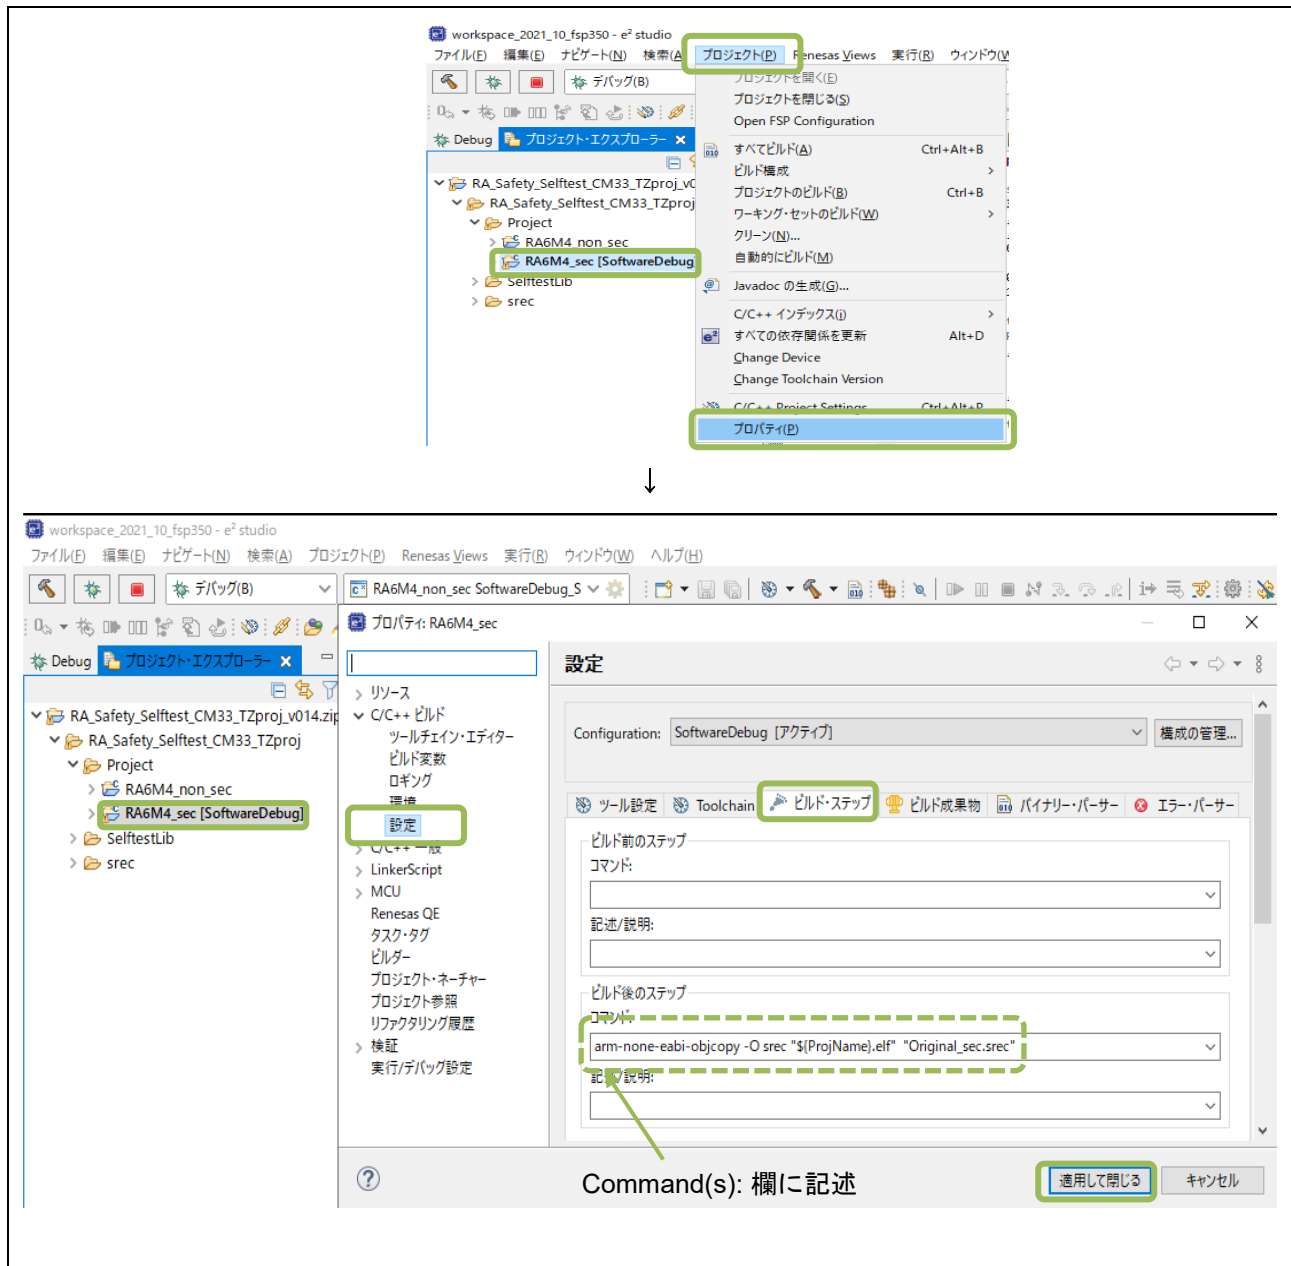 workspace_2021_10_fsp350 - e² studio
ファイル(F) 編集(E) ナビゲート(N) 検索(A プロジェクト(P) Renesas Views 実行(R) ウィンドウ(W
デバッグ(B)
Debug プロジェクト・エクスプローラー
RA_Safety_Selftest_CM33_TZproj_v0
RA_Safety_Selftest_CM33_TZproj
Project
RA6M4_non_sec
RA6M4_sec [SoftwareDebug]
SelftestLib
srec
プロジェクトを開く(E)
プロジェクトを閉じる(S)
Open FSP Configuration
すべてビルド(A) Ctrl+Alt+B
ビルド構成
プロジェクトのビルド(B) Ctrl+B
ワーキング・セットのビルド(W)
クリーン(N)...
自動的にビルド(M)
Javadoc の生成(G)...
C/C++ インデックス(i)
すべての依存関係を更新 Alt+D
Change Device
Change Toolchain Version
C/C++ Project Settings Ctrl+Alt+P
プロパティ(P)
↓
workspace_2021_10_fsp350 - e² studio
ファイル(F) 編集(E) ナビゲート(N) 検索(A) プロジェクト(P) Renesas Views 実行(R) ウィンドウ(W) ヘルプ(H)
デバッグ(B) RA6M4_non_sec SoftwareDebug_S
Debug プロジェクト・エクスプローラー
RA_Safety_Selftest_CM33_TZproj_v014.zip
RA_Safety_Selftest_CM33_TZproj
Project
RA6M4_non_sec
RA6M4_sec [SoftwareDebug]
SelftestLib
srec
プロパティ: RA6M4_sec
リソース
C/C++ ビルド
ツールチェイン・エディター
ビルド変数
ロギング
環境
設定
C/C++ 一般
LinkerScript
MCU
Renesas QE
タスク・タグ
ビルダー
プロジェクト・ネーチャー
プロジェクト参照
リファクタリング履歴
検証
実行/デバッグ設定
設定
Configuration: SoftwareDebug [アクティブ] 構成の管理...
ツール設定 Toolchain ビルド・ステップ ビルド成果物 バイナリー・パーサー エラー・パーサー
ビルド前のステップ
コマンド:
記述/説明:
ビルド後のステップ
コマンド:
arm-none-eabi-objcopy -O srec "${ProjName}.elf" "Original_sec.srec"
記述/説明:
Command(s): 欄に記述
適用して閉じる キャンセル